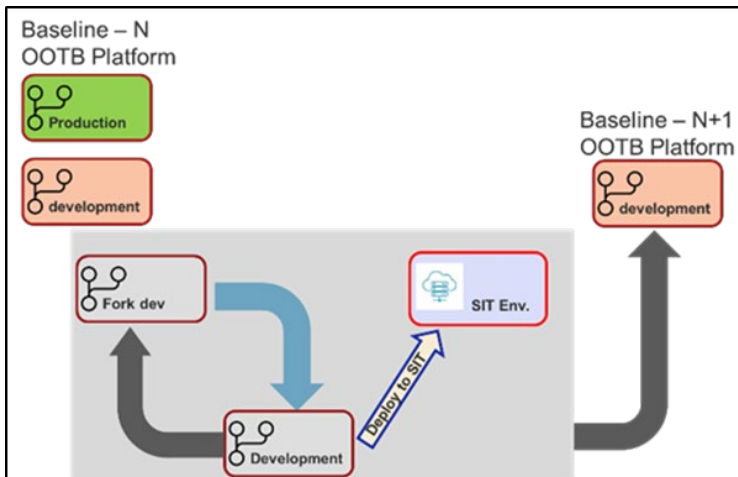 Baseline – N
OOTB Platform
Production
development
Baseline – N+1
OOTB Platform
development
Fork dev
SIT Env.
Deploy to SIT
Development